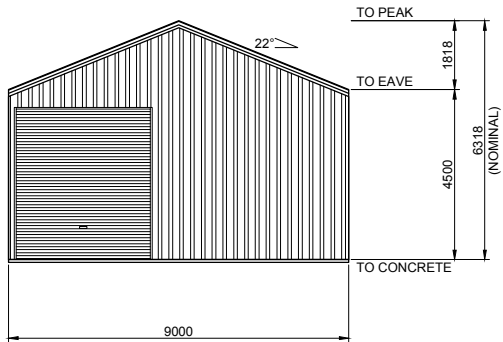 TO PEAK
22°
1818
TO EAVE
6318
(NOMINAL)
4500
TO CONCRETE
9000